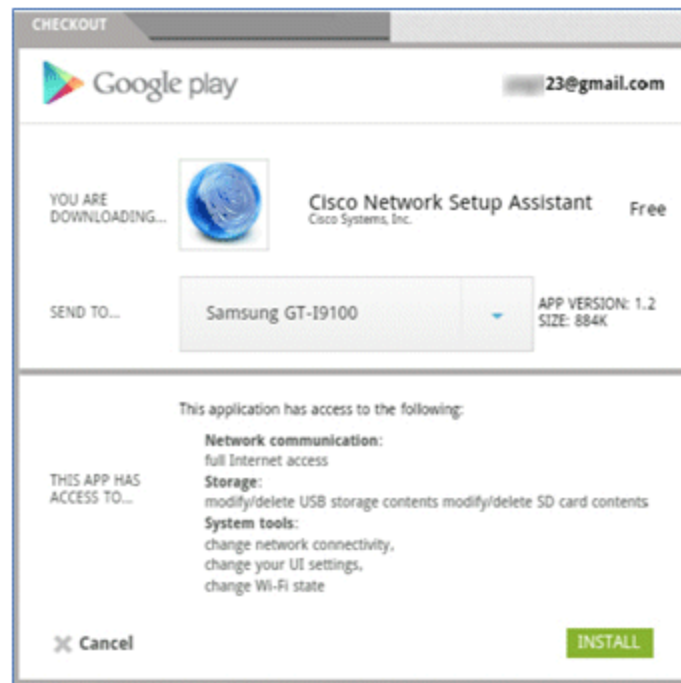 CHECKOUT
Google play
23@gmail.com
YOU ARE
DOWNLOADING...
Cisco Network Setup Assistant
Cisco Systems, Inc.
Free
SEND TO...
Samsung GT-I9100
APP VERSION: 1.2
SIZE: 884K
This application has access to the following:
THIS APP HAS
ACCESS TO...
Network communication:
full Internet access
Storage:
modify/delete USB storage contents modify/delete SD card contents
System tools:
change network connectivity,
change your UI settings,
change Wi-Fi state
Cancel
INSTALL